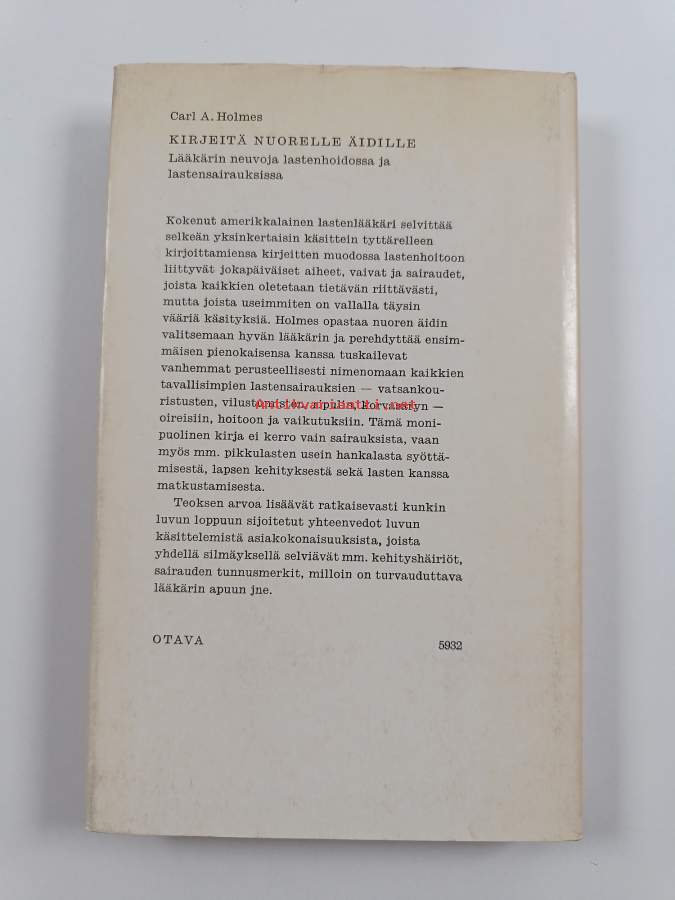 Carl A. Holmes
KIRJEITÄ NUORELLE ÄIDILLE
Lääkärin neuvoja lastenhoidossa ja
lastensairauksissa
Kokenut amerikkalainen lastenlääkäri selvittää
selkeän yksinkertaisin käsittein tyttärelleen
kirjoittamiensa kirjeitten muodossa lastenhoitoon
liittyvät jokapäiväiset aiheet, vaivat ja sairaudet,
joista kaikkien oletetaan tietävän riittävästi,
mutta joista useimmiten on vallalla täysin
vääriä käsityksiä. Holmes opastaa nuoren äidin
valitsemaan hyvän lääkärin ja perehdyttää ensim-
mäisen pienokaisensa kanssa tuskailevat
vanhemmat perusteellisesti nimenomaan kaikkien
tavallisimpien lastensairauksien — vatsankou-
ristusten, vilustumisten, ripulin, korvasäryn —
Antikvariaatti.net
oireisiin, hoitoon ja vaikutuksiin. Tämä moni-
puolinen kirja ei kerro vain sairauksista, vaan
myös mm. pikkulasten usein hankalasta syöttä-
misestä, lapsen kehityksestä sekä lasten kanssa
matkustamisesta.
Teoksen arvoa lisäävät ratkaisevasti kunkin
luvun loppuun sijoitetut yhteenvedot luvun
käsittelemistä asiakokonaisuuksista, joista
yhdellä silmäyksellä selviävät mm. kehityshäiriöt,
sairauden tunnusmerkit, milloin on turvauduttava
lääkärin apuun jne.
OTAVA
5932